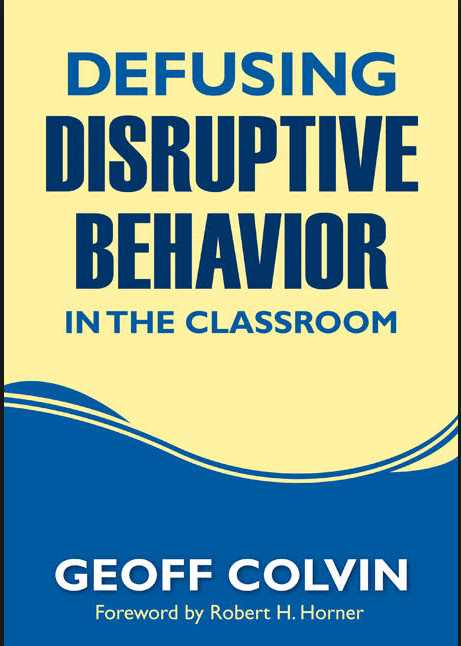 DEFUSING
DISRUPTIVE
BEHAVIOR
IN THE CLASSROOM
GEOFF COLVIN
Foreword by Robert H. Horner